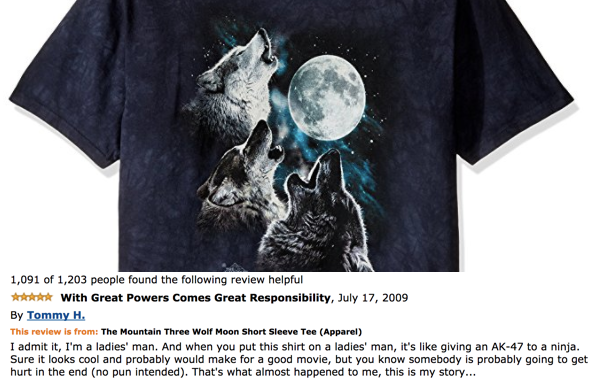 1,091 of 1,203 people found the following review helpful
With Great Powers Comes Great Responsibility, July 17, 2009
By Tommy H.
This review is from: The Mountain Three Wolf Moon Short Sleeve Tee (Apparel)
I admit it, I'm a ladies' man. And when you put this shirt on a ladies' man, it's like giving an AK-47 to a ninja.
Sure it looks cool and probably would make for a good movie, but you know somebody is probably going to get
hurt in the end (no pun intended). That's what almost happened to me, this is my story...